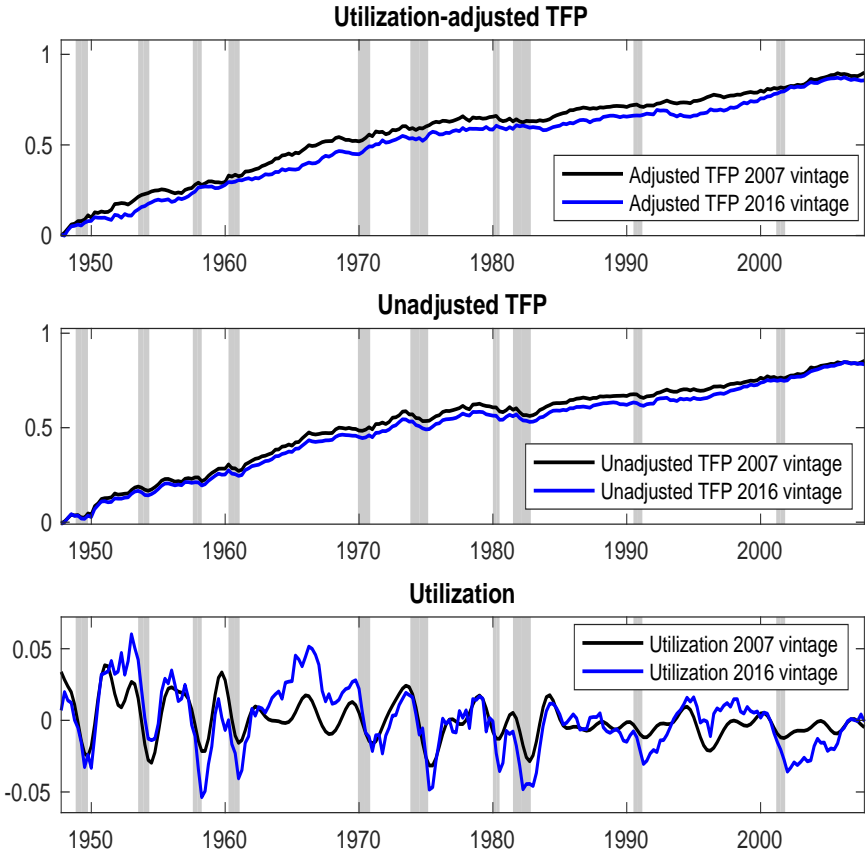 Utilization-adjusted TFP
1
0.5
0
Adjusted TFP 2007 vintage
Adjusted TFP 2016 vintage
1950 1960 1970 1980 1990 2000
Unadjusted TFP
1
0.5
0
Unadjusted TFP 2007 vintage
Unadjusted TFP 2016 vintage
1950 1960 1970 1980 1990 2000
Utilization
0.05
0
-0.05
Utilization 2007 vintage
Utilization 2016 vintage
1950 1960 1970 1980 1990 2000